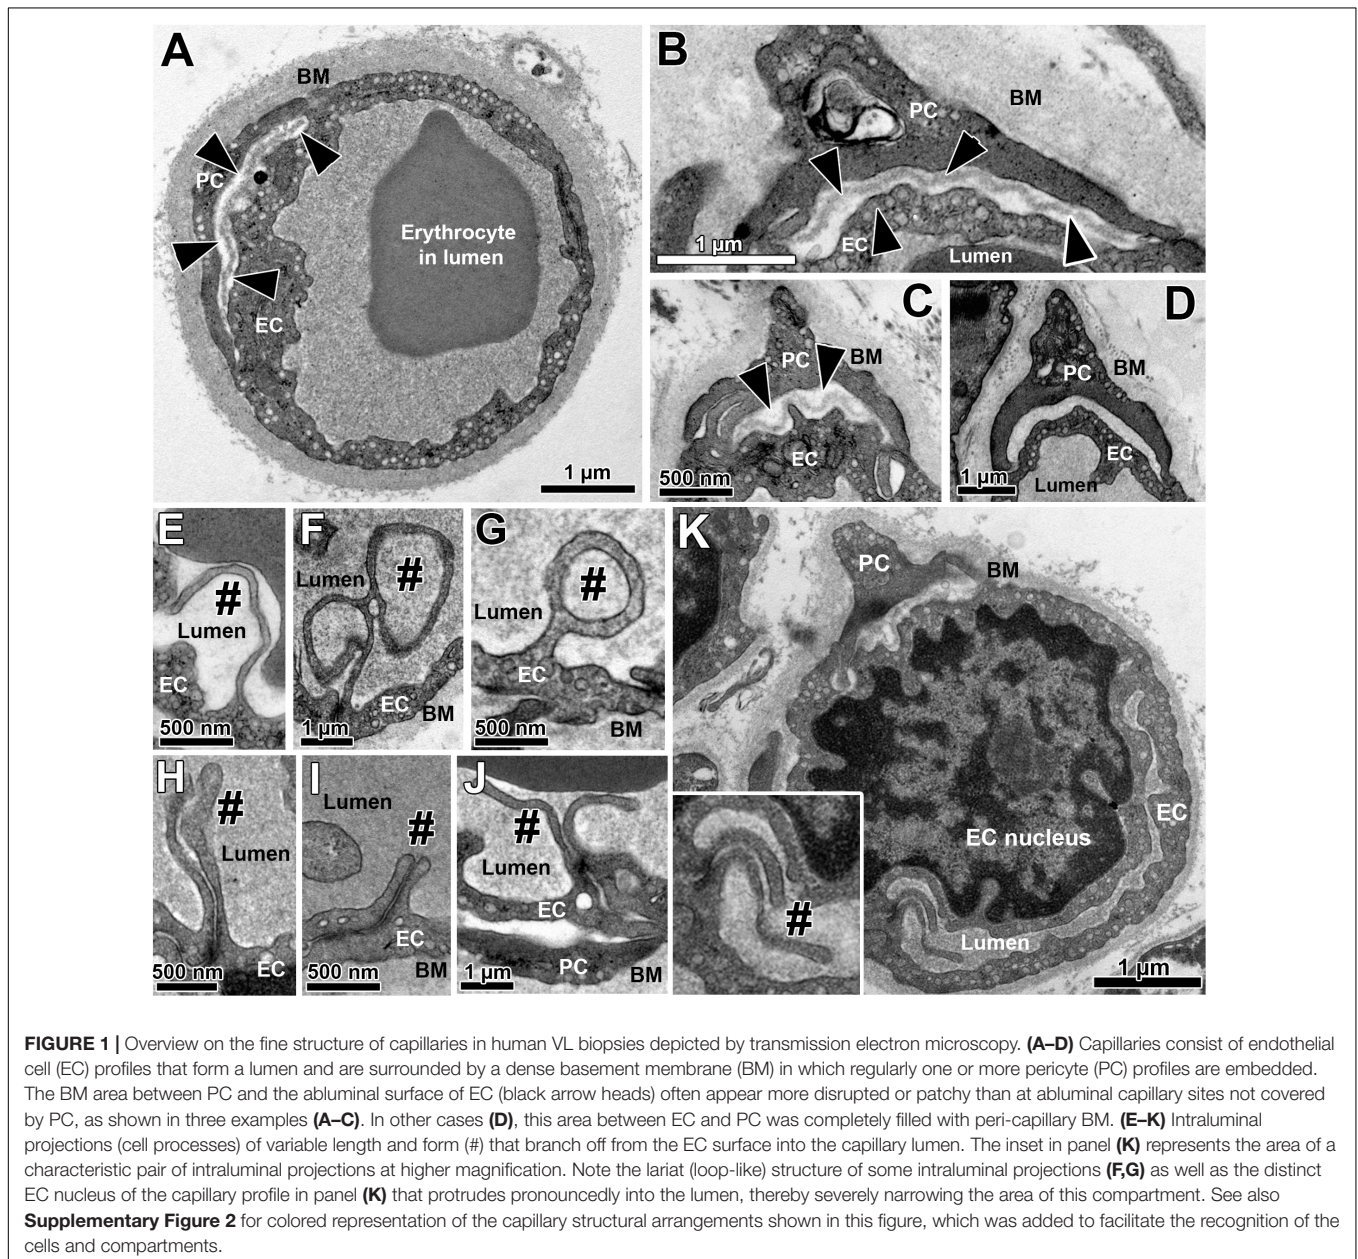 A
BM
PC
EC
Erythrocyte
in lumen
1 µm
B
PC
BM
EC
Lumen
1 µm
C
PC
BM
EC
500 nm
D
PC
BM
EC
Lumen
1 µm
E
#
Lumen
EC
500 nm
F
Lumen
#
EC
BM
1 µm
G
#
Lumen
EC
BM
500 nm
H
#
Lumen
EC
500 nm
I
Lumen
#
EC
BM
500 nm
J
#
Lumen
EC
PC
BM
1 µm
K
PC
BM
EC
EC nucleus
Lumen
#
1 µm
FIGURE 1 | Overview on the fine structure of capillaries in human VL biopsies depicted by transmission electron microscopy. (A–D) Capillaries consist of endothelial
cell (EC) profiles that form a lumen and are surrounded by a dense basement membrane (BM) in which regularly one or more pericyte (PC) profiles are embedded.
The BM area between PC and the abluminal surface of EC (black arrow heads) often appear more disrupted or patchy than at abluminal capillary sites not covered
by PC, as shown in three examples (A–C). In other cases (D), this area between EC and PC was completely filled with peri-capillary BM. (E–K) Intraluminal
projections (cell processes) of variable length and form (#) that branch off from the EC surface into the capillary lumen. The inset in panel (K) represents the area of a
characteristic pair of intraluminal projections at higher magnification. Note the lariat (loop-like) structure of some intraluminal projections (F,G) as well as the distinct
EC nucleus of the capillary profile in panel (K) that protrudes pronouncedly into the lumen, thereby severely narrowing the area of this compartment. See also
Supplementary Figure 2 for colored representation of the capillary structural arrangements shown in this figure, which was added to facilitate the recognition of the
cells and compartments.